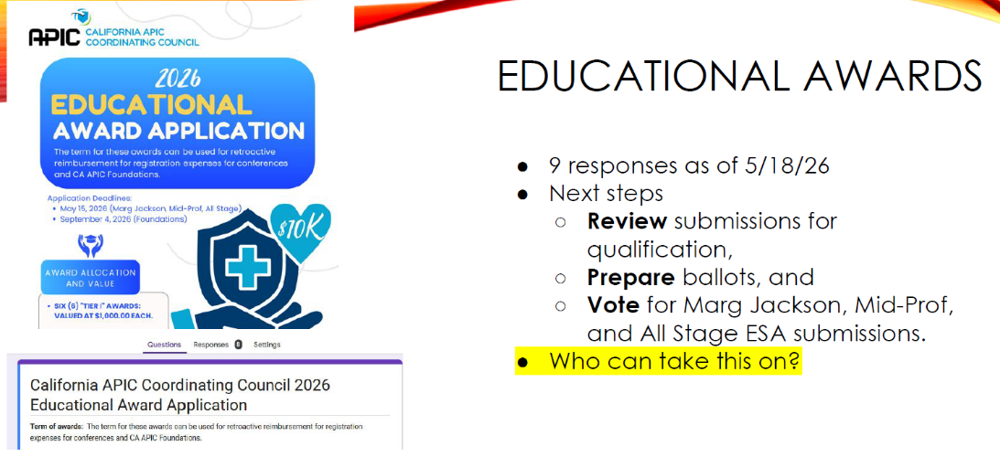 APIC CALIFORNIA APIC
COORDINATING COUNCIL
2026
EDUCATIONAL
AWARD APPLICATION
The term for these awards can be used for retroactive
reimbursement for registration expenses for conferences
and CA APIC Foundations.
Application Deadlines:
• May 15, 2026 (Marg Jackson, Mid-Prof, All Stage)
• September 4, 2026 (Foundations)
$10K
AWARD ALLOCATION
AND VALUE
• SIX (6) "TIER I" AWARDS:
VALUED AT $1,000.00 EACH.
Questions Responses 8 Settings
California APIC Coordinating Council 2026
Educational Award Application
Term of awards: The term for these awards can be used for retroactive reimbursement for registration
expenses for conferences and CA APIC Foundations.
EDUCATIONAL AWARDS
● 9 responses as of 5/18/26
● Next steps
○ Review submissions for
qualification,
○ Prepare ballots, and
○ Vote for Marg Jackson, Mid-Prof,
and All Stage ESA submissions.
● Who can take this on?